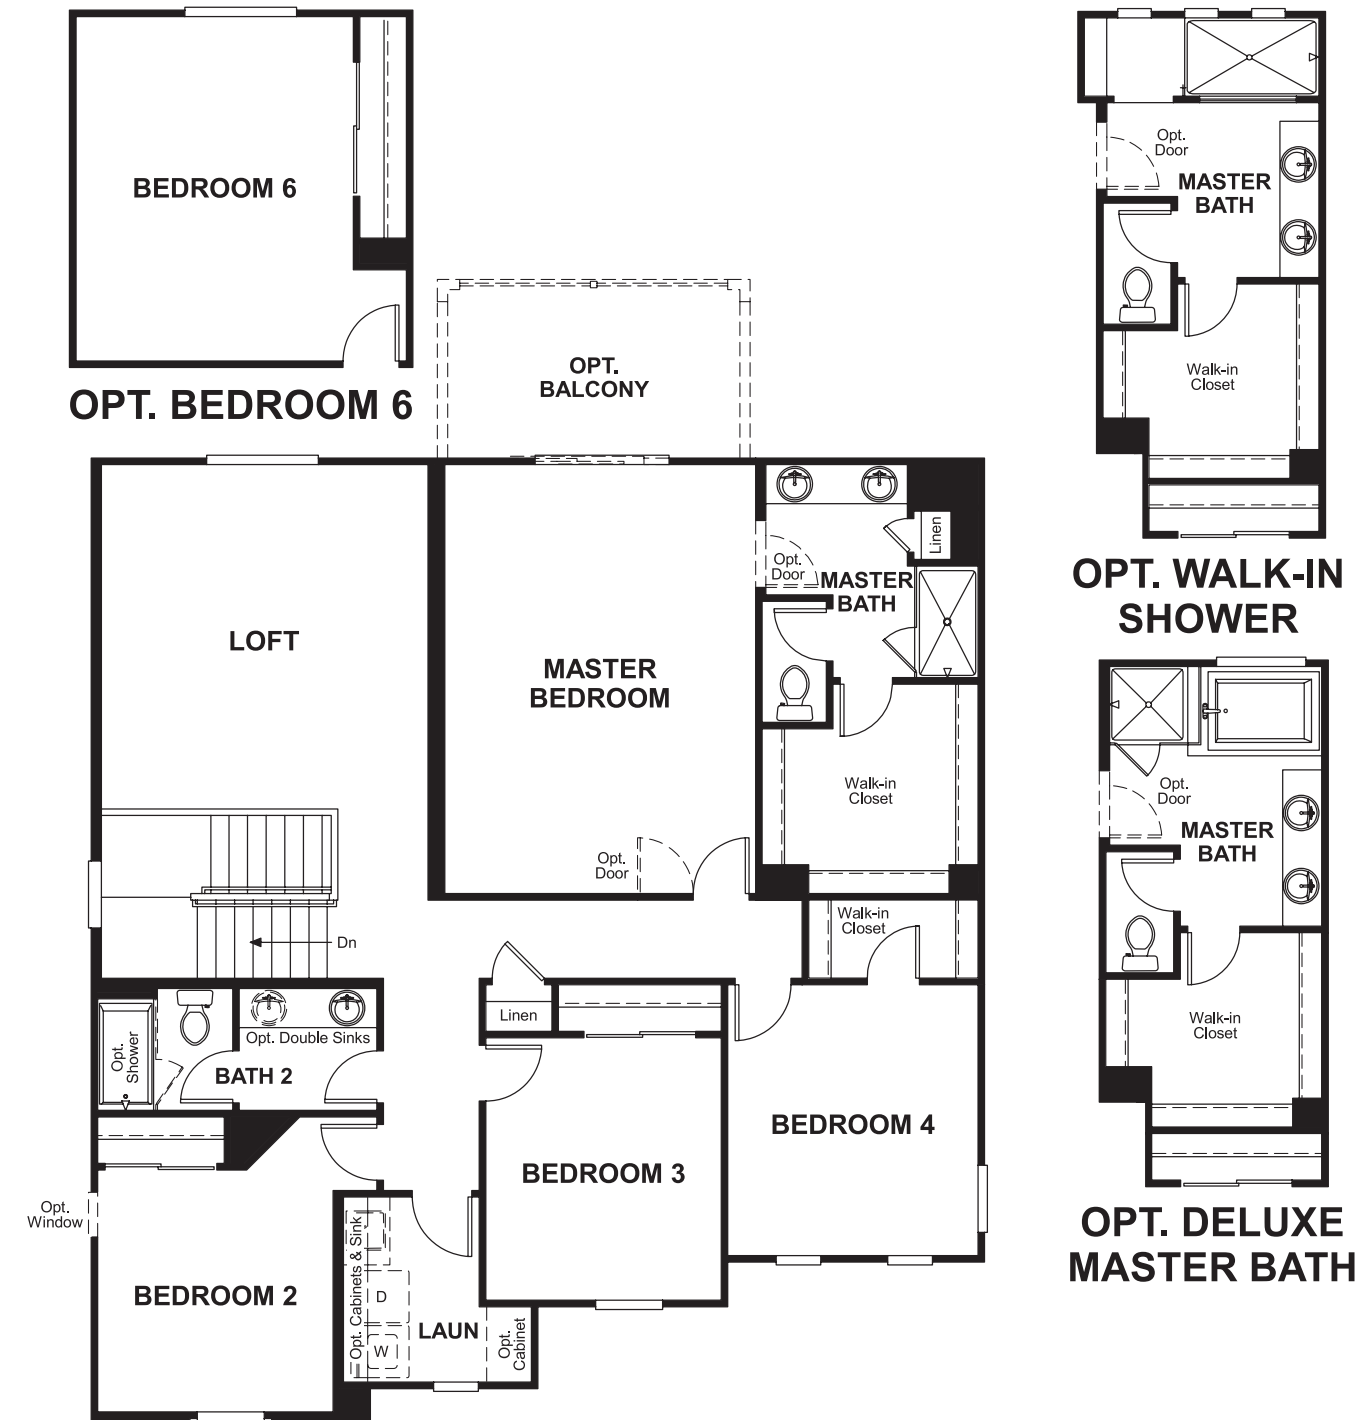 BEDROOM 6
OPT. BEDROOM 6
OPT.
BALCONY
LOFT
MASTER
BEDROOM
Opt.
Door
Opt.
Door
MASTER
BATH
Linen
Walk-in
Closet
Walk-in
Closet
Dn
Linen
Opt.
Shower
Opt. Double Sinks
BATH 2
BEDROOM 4
BEDROOM 3
Opt.
Window
BEDROOM 2
Opt. Cabinets & Sink
D
W
LAUN
Opt.
Cabinet
Opt.
Door
MASTER
BATH
Walk-in
Closet
OPT. WALK-IN
SHOWER
Opt.
Door
MASTER
BATH
Walk-in
Closet
OPT. DELUXE
MASTER BATH